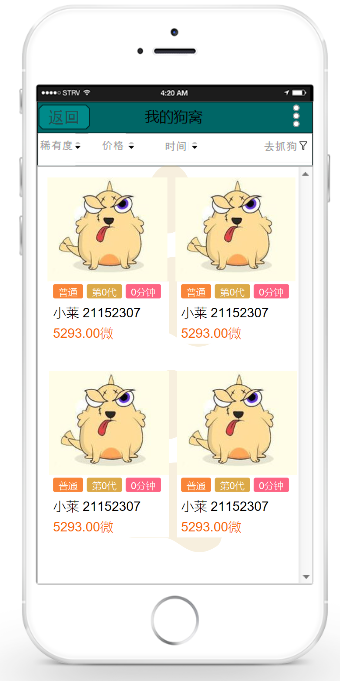 STRV 4:20 AM
返回 我的狗窝
稀有度 价格 时间 去抓狗
普通 第0代 0分钟 普通 第0代 0分钟
小莱 21152307 小莱 21152307
5293.00微 5293.00微
普通 第0代 0分钟 普通 第0代 0分钟
小莱 21152307 小莱 21152307
5293.00微 5293.00微